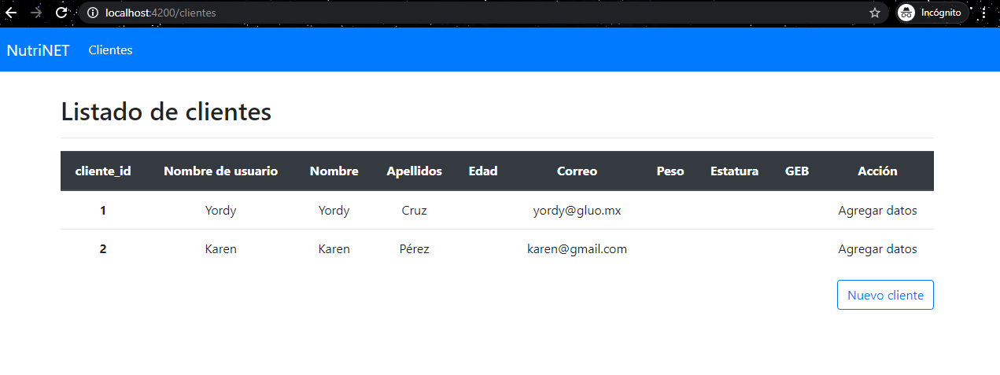 localhost:4200/clientes
Incógnito
NutriNET Clientes
Listado de clientes
cliente_id Nombre de usuario Nombre Apellidos Edad Correo Peso Estatura GEB Acción
1 Yordy Yordy Cruz yordy@gluo.mx Agregar datos
2 Karen Karen Pérez karen@gmail.com Agregar datos
Nuevo cliente